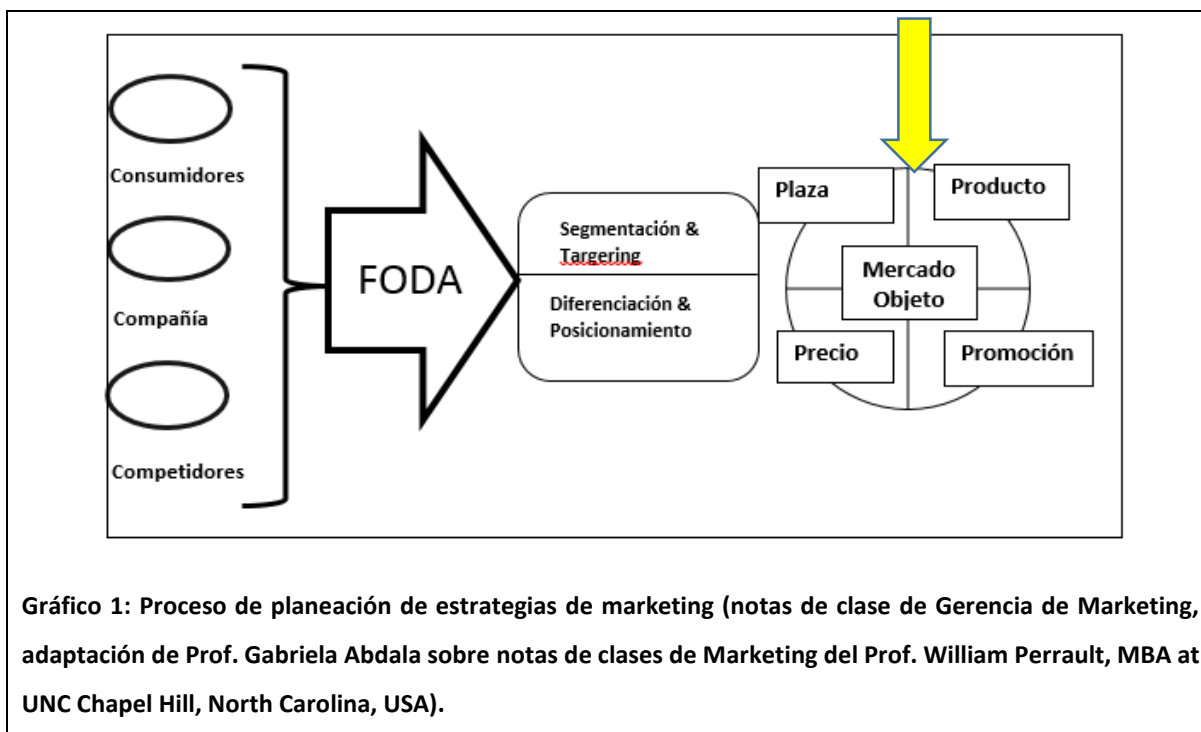 Consumidores
Compañía
Competidores
FODA
Segmentación &
Targering
Diferenciación &
Posicionamiento
Plaza
Producto
Mercado
Objeto
Precio
Promoción
Gráfico 1: Proceso de planeación de estrategias de marketing (notas de clase de Gerencia de Marketing,
adaptación de Prof. Gabriela Abdala sobre notas de clases de Marketing del Prof. William Perrault, MBA at
UNC Chapel Hill, North Carolina, USA).